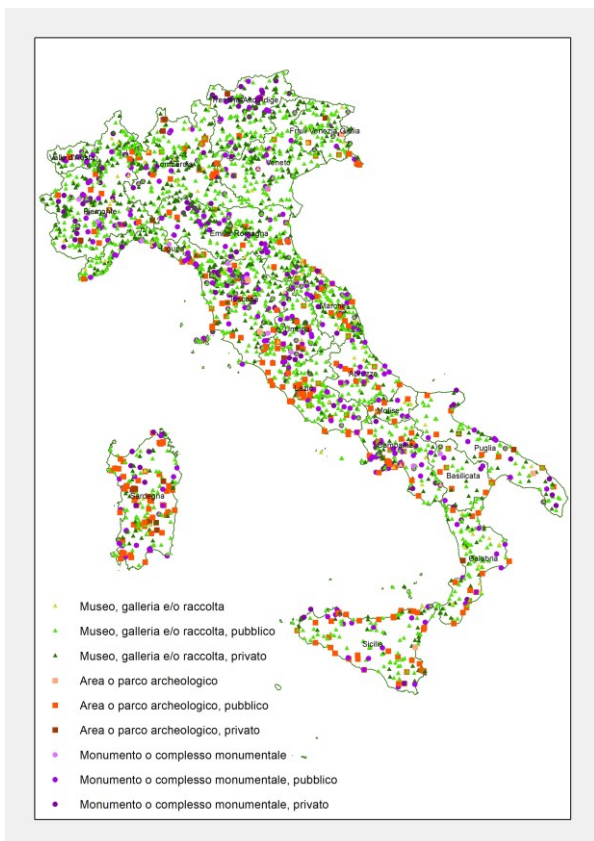 Trentino Alto Adige
Friuli Venezia Giulia
Valle d'Aosta
Lombardia
Veneto
Piemonte
Emilia Romagna
Liguria
Toscana
Marche
Umbria
Abruzzo
Lazio
Molise
Campania
Puglia
Basilicata
Sardegna
Calabria
Sicilia
Museo, galleria e/o raccolta
Museo, galleria e/o raccolta, pubblico
Museo, galleria e/o raccolta, privato
Area o parco archeologico
Area o parco archeologico, pubblico
Area o parco archeologico, privato
Monumento o complesso monumentale
Monumento o complesso monumentale, pubblico
Monumento o complesso monumentale, privato